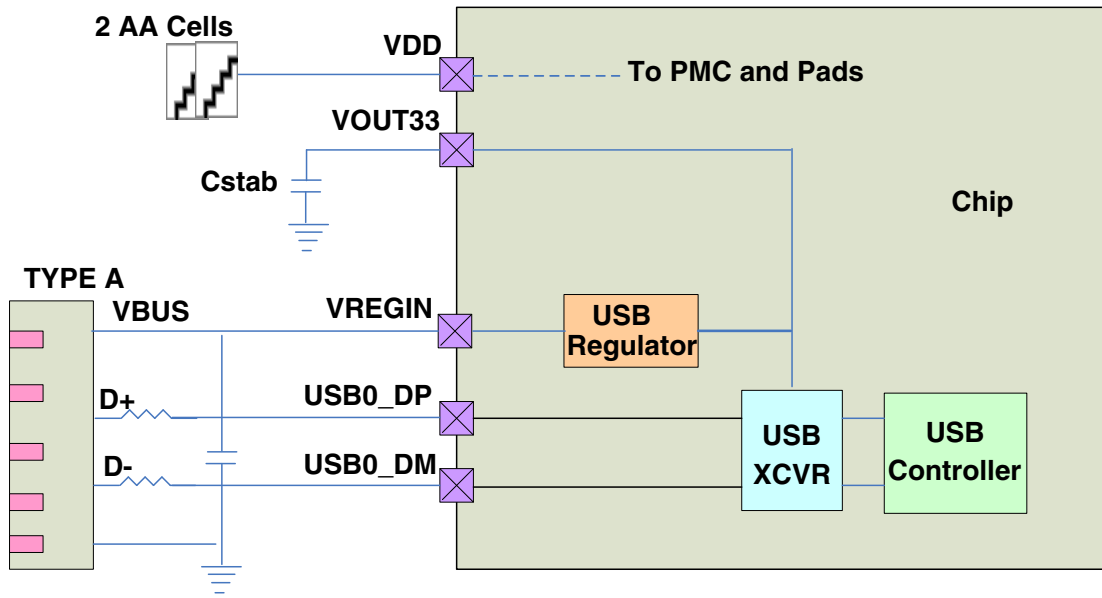 2 AA Cells
VDD
To PMC and Pads
VOUT33
Cstab
Chip
TYPE A
VBUS
VREGIN
USB
Regulator
D+
USB0_DP
D-
USB0_DM
USB
XCVR
USB
Controller